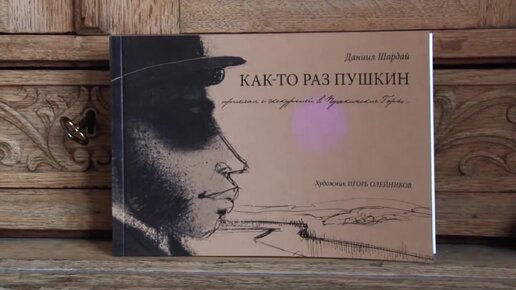 Даниил Шардай
КАК-ТО РАЗ ПУШКИН
приехал с экскурсией в Пушкинские Горы...
Художник ИГОРЬ ОЛЕЙНИКОВ